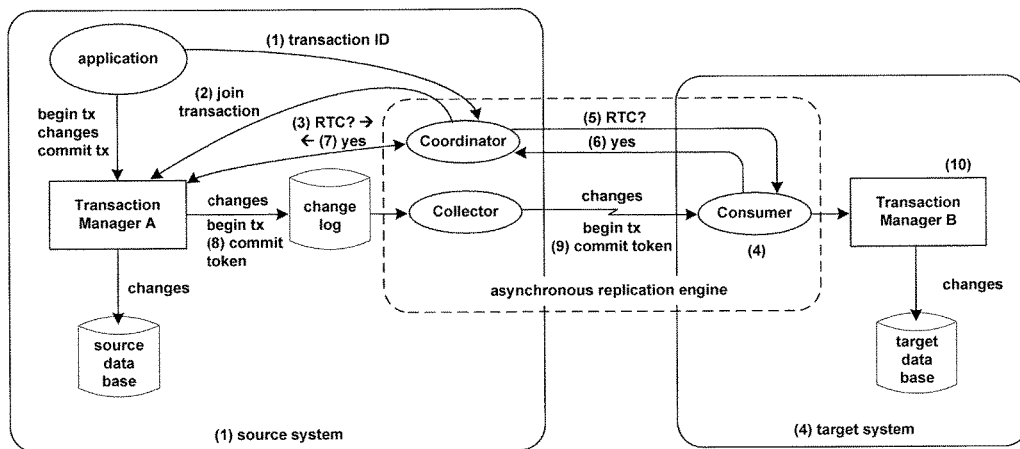 (1) transaction ID
application
(2) join
transaction
begin tx
changes
commit tx
(3) RTC? →
← (7) yes
Coordinator
(5) RTC?
(6) yes
(10)
Transaction
Manager A
changes
begin tx
(8) commit
token
change
log
Collector
changes
begin tx
(9) commit token
Consumer
(4)
Transaction
Manager B
changes
asynchronous replication engine
changes
source
data
base
target
data
base
(1) source system
(4) target system